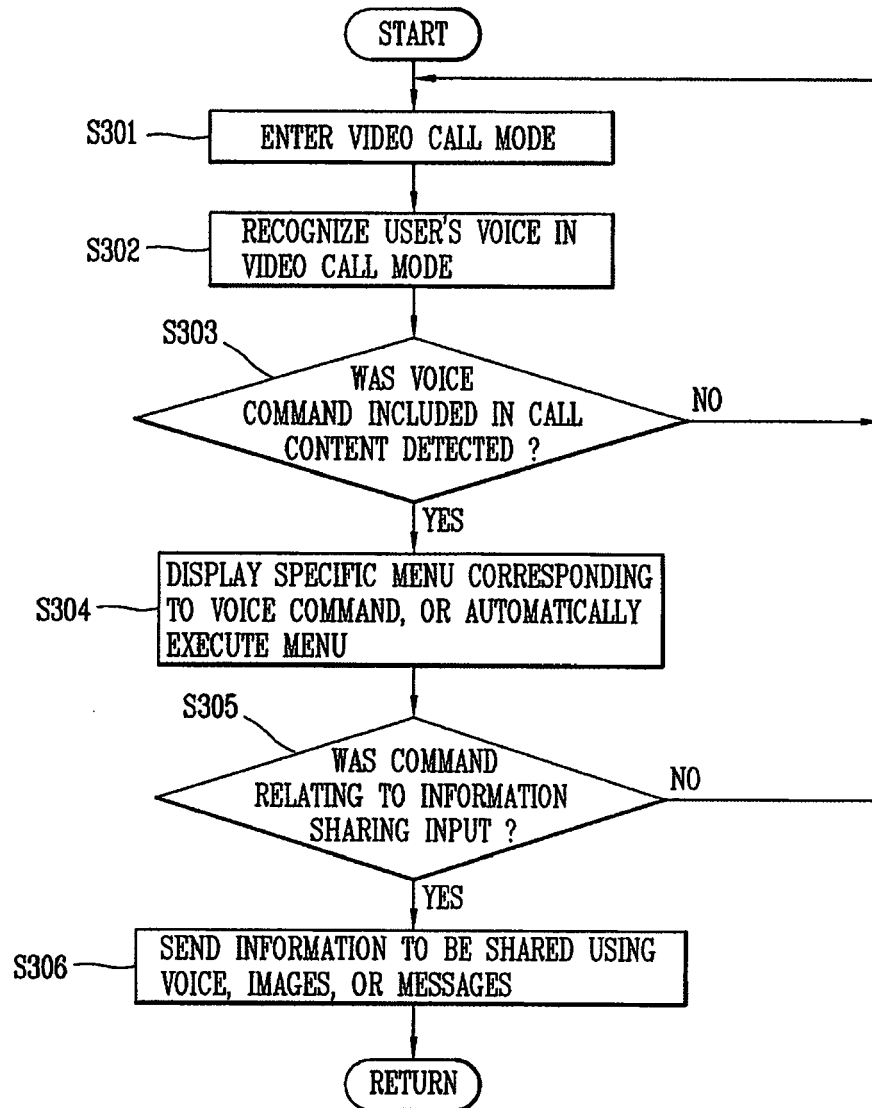 START
S301
ENTER VIDEO CALL MODE
S302
RECOGNIZE USER'S VOICE IN
VIDEO CALL MODE
S303
WAS VOICE
COMMAND INCLUDED IN CALL
CONTENT DETECTED ?
NO
YES
S304
DISPLAY SPECIFIC MENU CORRESPONDING
TO VOICE COMMAND, OR AUTOMATICALLY
EXECUTE MENU
S305
WAS COMMAND
RELATING TO INFORMATION
SHARING INPUT ?
NO
YES
S306
SEND INFORMATION TO BE SHARED USING
VOICE, IMAGES, OR MESSAGES
RETURN